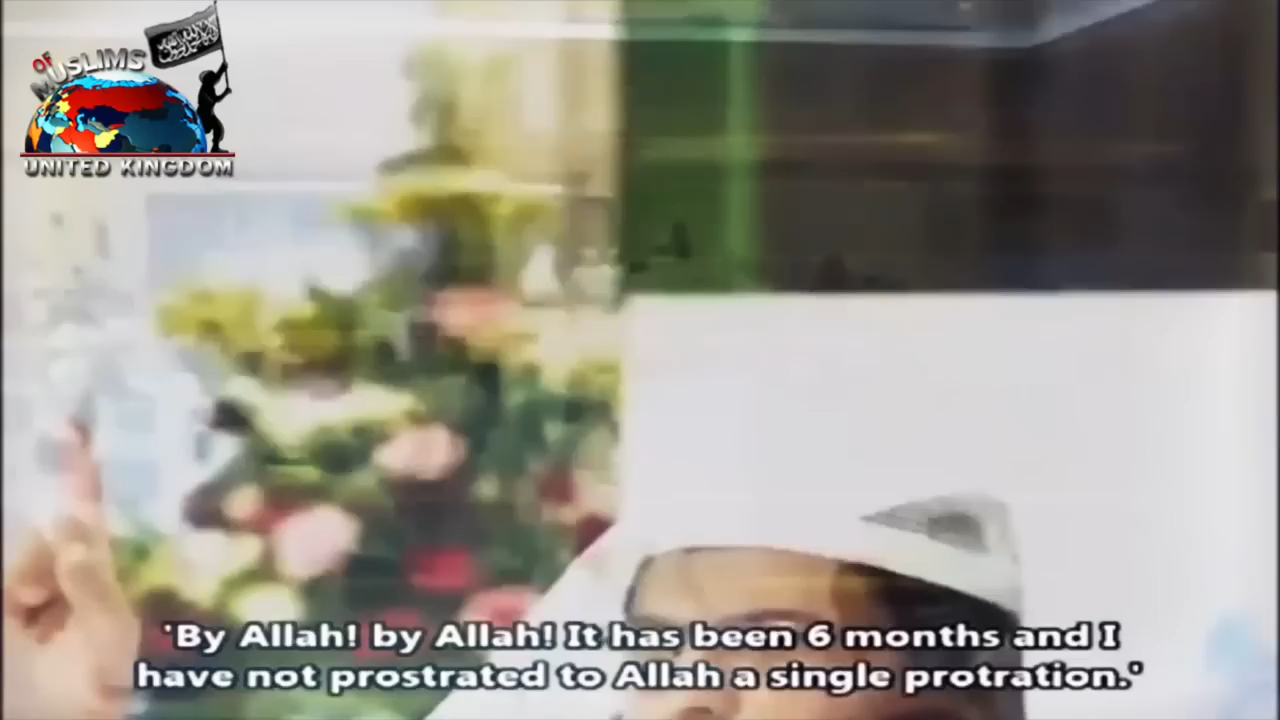 OF
MUSLIMS
UNITED KINGDOM
'By Allah! by Allah! It has been 6 months and I
have not prostrated to Allah a single protration.'